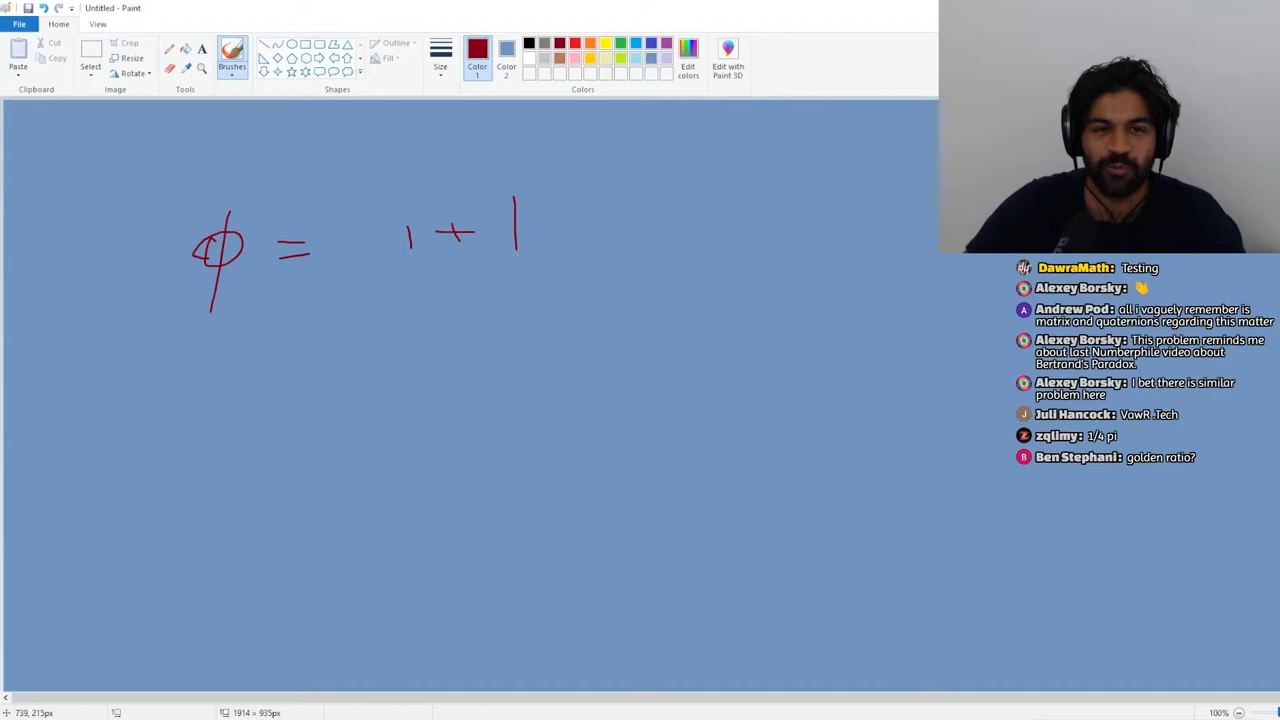 Untitled - Paint
File Home View
Paste
Cut
Copy
Clipboard
Select
Crop
Resize
Rotate
Image
A
Tools
Brushes
Outline
Fill
Shapes
Size
Color 1
Color 2
Colors
Edit colors
Edit with Paint 3D
ϕ = 1 + 1
DawraMath: Testing
Alexey Borsky: 👋
A Andrew Pod: all i vaguely remember is
matrix and quaternions regarding this matter
Alexey Borsky: This problem reminds me
about last Numberphile video about
Bertrand's Paradox.
Alexey Borsky: I bet there is similar
problem here
J Juli Hancock: VawR .Tech
Z zqlimy: 1/4 pi
B Ben Stephani: golden ratio?
739, 215px 1914 × 935px 100%